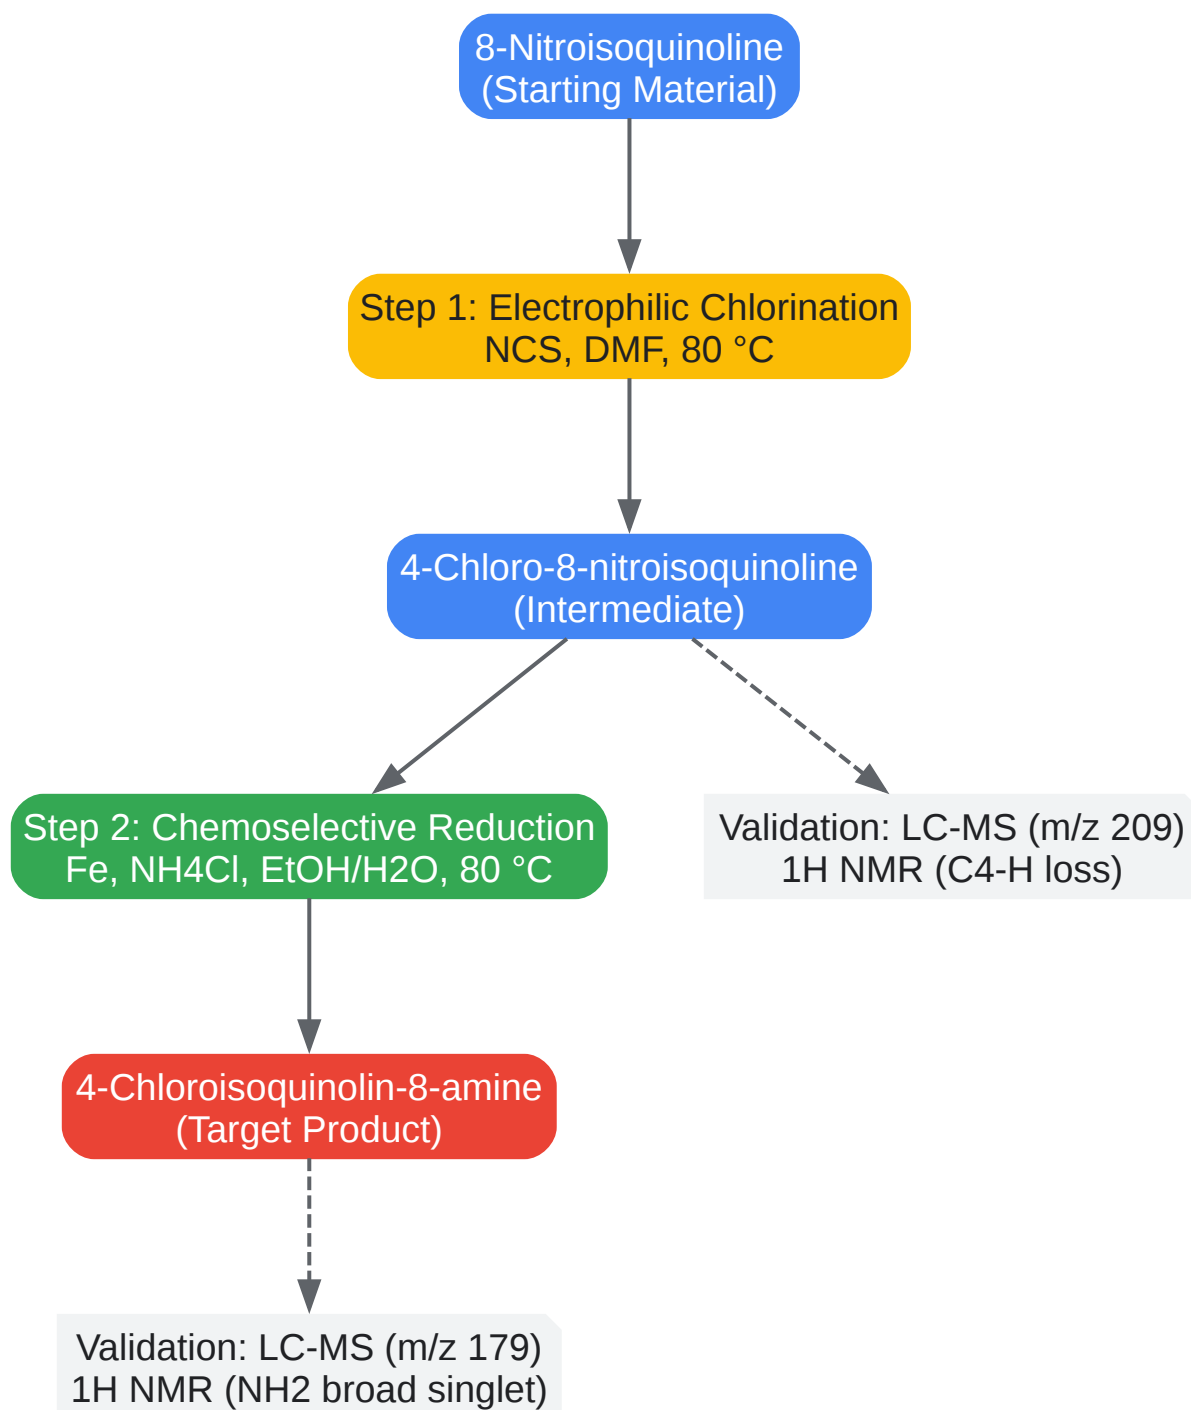 8-Nitroisoquinoline
(Starting Material)
Step 1: Electrophilic Chlorination
NCS, DMF, 80 °C
4-Chloro-8-nitroisoquinoline
(Intermediate)
Step 2: Chemoselective Reduction
Fe, NH4Cl, EtOH/H2O, 80 °C
Validation: LC-MS (m/z 209)
1H NMR (C4-H loss)
4-Chloroisoquinolin-8-amine
(Target Product)
Validation: LC-MS (m/z 179)
1H NMR (NH2 broad singlet)